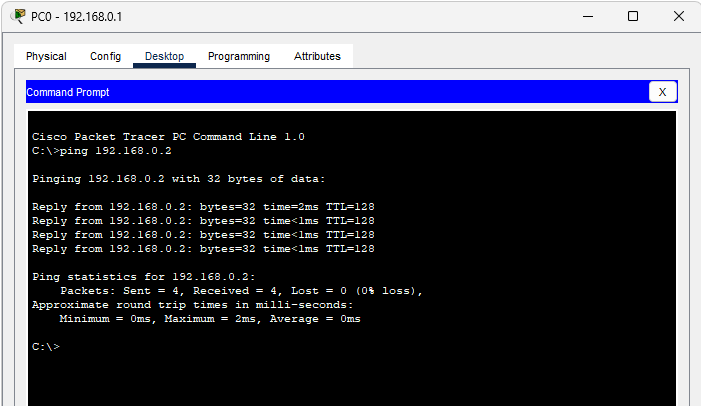 PC0 - 192.168.0.1
Physical Config Desktop Programming Attributes
Command Prompt X
Cisco Packet Tracer PC Command Line 1.0
C:\>ping 192.168.0.2
Pinging 192.168.0.2 with 32 bytes of data:
Reply from 192.168.0.2: bytes=32 time=2ms TTL=128
Reply from 192.168.0.2: bytes=32 time<1ms TTL=128
Reply from 192.168.0.2: bytes=32 time<1ms TTL=128
Reply from 192.168.0.2: bytes=32 time<1ms TTL=128
Ping statistics for 192.168.0.2:
    Packets: Sent = 4, Received = 4, Lost = 0 (0% loss),
Approximate round trip times in milli-seconds:
    Minimum = 0ms, Maximum = 2ms, Average = 0ms
C:\>